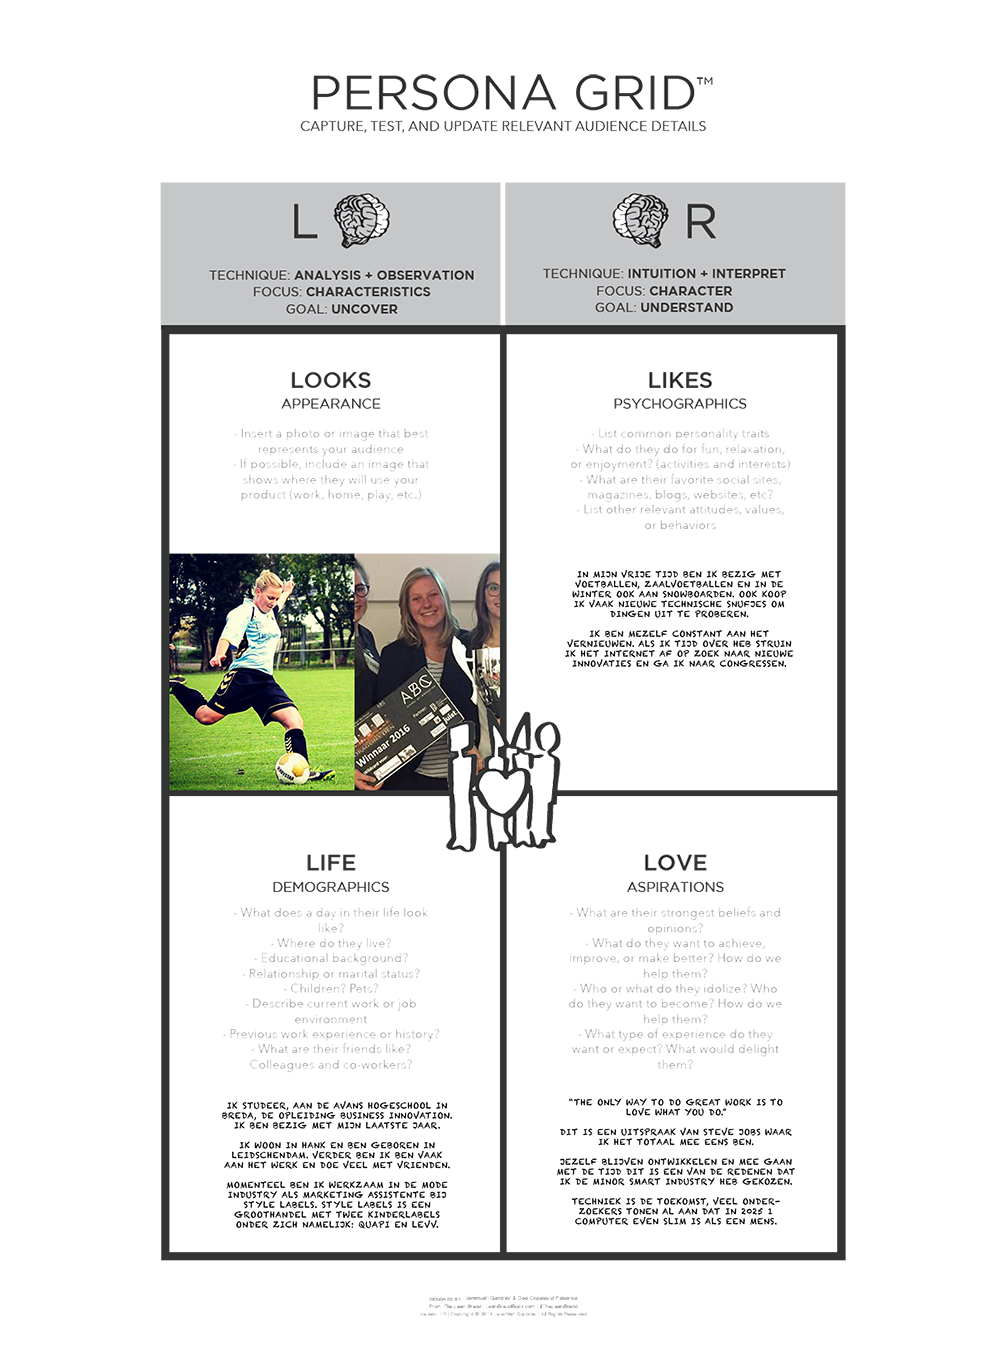 PERSONA GRID™
CAPTURE, TEST, AND UPDATE RELEVANT AUDIENCE DETAILS
L
TECHNIQUE: ANALYSIS + OBSERVATION
FOCUS: CHARACTERISTICS
GOAL: UNCOVER
R
TECHNIQUE: INTUITION + INTERPRET
FOCUS: CHARACTER
GOAL: UNDERSTAND
LOOKS
APPEARANCE
- Insert a photo or image that best
represents your audience
- If possible, include an image that
shows where they will use your
product (work, home, play, etc.)
ABC
Winnaar 2016
LIKES
PSYCHOGRAPHICS
- List common personality traits
- What do they do for fun, relaxation,
or enjoyment? (activities and interests)
- What are their favorite social sites,
magazines, blogs, websites, etc?
- List other relevant attitudes, values,
or behaviors
IN MIJN VRIJE TIJD BEN IK BEZIG MET
VOETBALLEN, ZAALVOETBALLEN EN IN DE
WINTER OOK AAN SNOWBOARDEN. OOK KOOP
IK VAAK NIEUWE TECHNISCHE SNUFJES OM
DINGEN UIT TE PROBEREN.
IK BEN MEZELF CONSTANT AAN HET
VERNIEUWEN. ALS IK TIJD OVER HEB STRUIN
IK HET INTERNET AF OP ZOEK NAAR NIEUWE
INNOVATIES EN GA IK NAAR CONGRESSEN.
LIFE
DEMOGRAPHICS
- What does a day in their life look
like?
- Where do they live?
- Educational background?
- Relationship or marital status?
- Children? Pets?
- Describe current work or job
environment
- Previous work experience or history?
- What are their friends like?
Colleagues and co-workers?
IK STUDEER, AAN DE AVANS HOGESCHOOL IN
BREDA, DE OPLEIDING BUSINESS INNOVATION.
IK BEN BEZIG MET MIJN LAATSTE JAAR.
IK WOON IN HANK EN BEN GEBOREN IN
LEIDSCHENDAM. VERDER BEN IK BEN VAAK
AAN HET WERK EN DOE VEEL MET VRIENDEN.
MOMENTEEL BEN IK WERKZAAM IN DE MODE
INDUSTRY ALS MARKETING ASSISTENTE BIJ
STYLE LABELS. STYLE LABELS IS EEN
GROOTHANDEL MET TWEE KINDERLABELS
ONDER ZICH NAMELIJK: QUAPI EN LEVV.
LOVE
ASPIRATIONS
- What are their strongest beliefs and
opinions?
- What do they want to achieve,
improve, or make better? How do we
help them?
- Who or what do they idolize? Who
do they want to become? How do we
help them?
- What type of experience do they
want or expect? What would delight
them?
"THE ONLY WAY TO DO GREAT WORK IS TO
LOVE WHAT YOU DO."
DIT IS EEN UITSPRAAK VAN STEVE JOBS WAAR
IK HET TOTAAL MEE EENS BEN.
JEZELF BLIJVEN ONTWIKKELEN EN MEE GAAN
MET DE TIJD DIT IS EEN VAN DE REDENEN DAT
IK DE MINOR SMART INDUSTRY HEB GEKOZEN.
TECHNIEK IS DE TOEKOMST, VEEL ONDER-
ZOEKERS TONEN AL AAN DAT IN 2025 1
COMPUTER EVEN SLIM IS ALS EEN MENS.